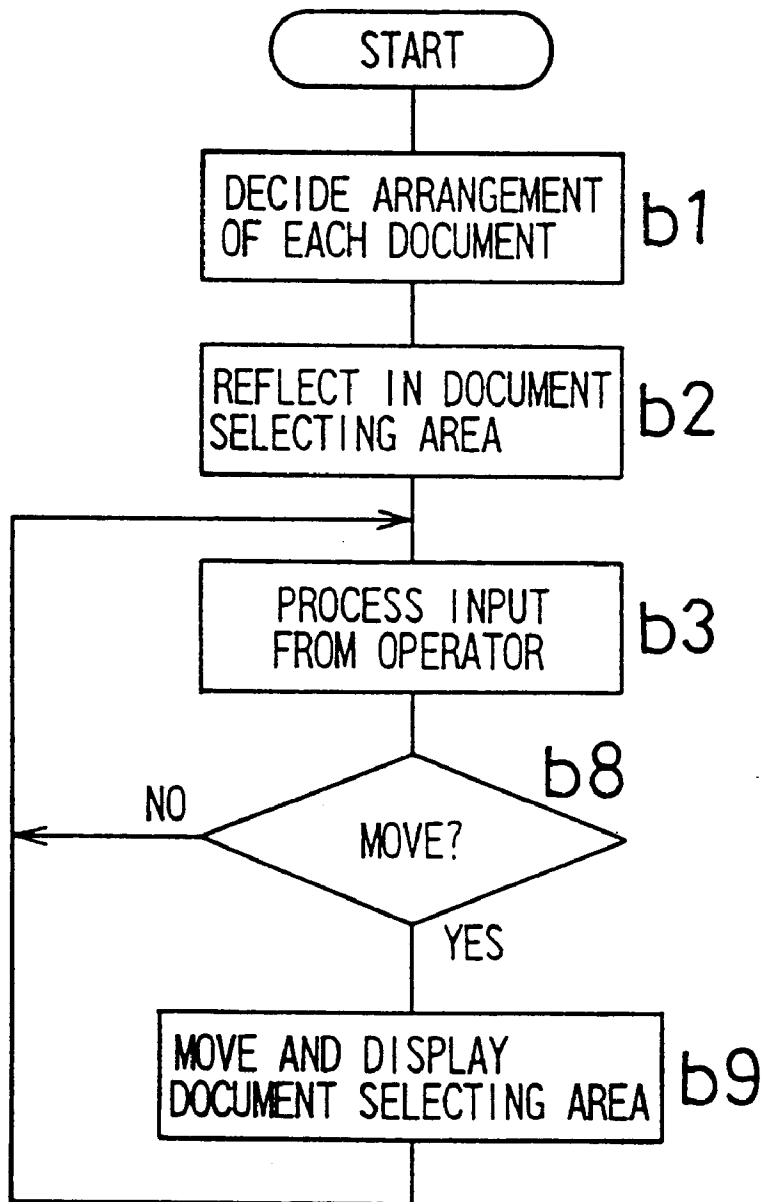 START
DECIDE ARRANGEMENT
OF EACH DOCUMENT
b1
REFLECT IN DOCUMENT
SELECTING AREA
b2
PROCESS INPUT
FROM OPERATOR
b3
b8
NO
MOVE?
YES
MOVE AND DISPLAY
DOCUMENT SELECTING AREA
b9